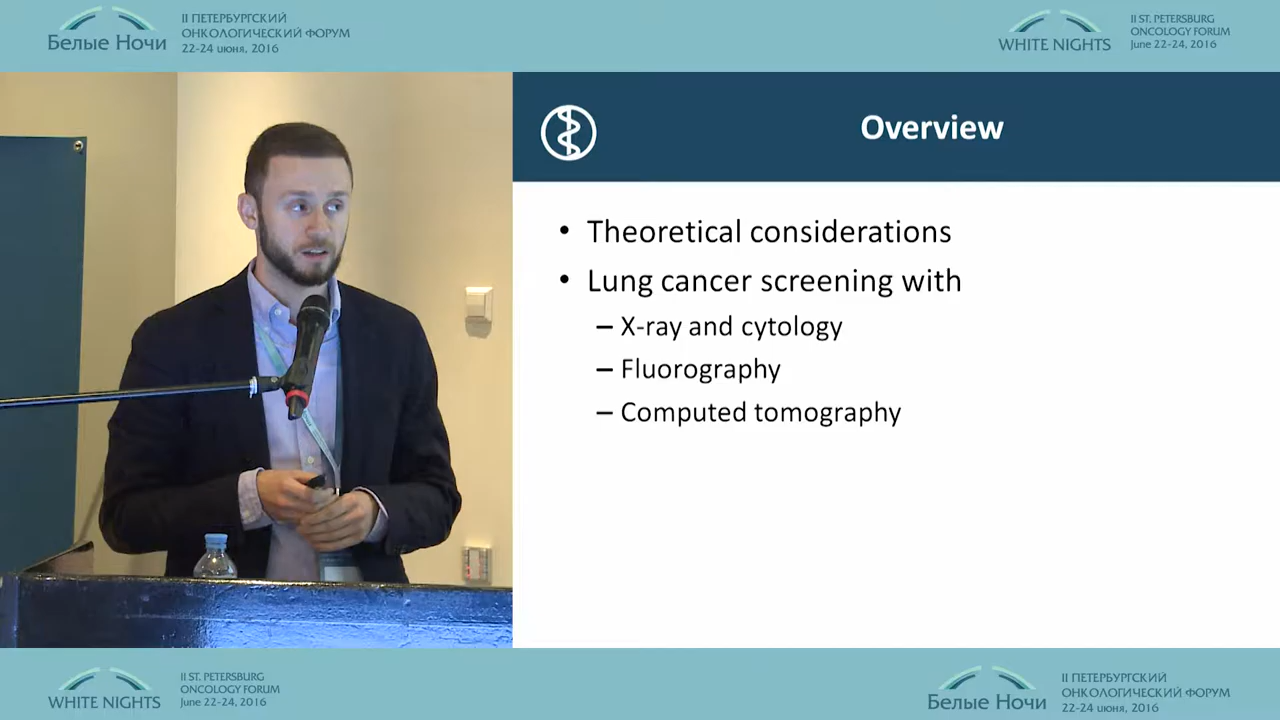 Белые Ночи
II ПЕТЕРБУРГСКИЙ
ОНКОЛОГИЧЕСКИЙ ФОРУМ
22-24 июня, 2016
WHITE NIGHTS
II ST. PETERSBURG
ONCOLOGY FORUM
June 22-24, 2016
Overview
• Theoretical considerations
• Lung cancer screening with
– X-ray and cytology
– Fluorography
– Computed tomography
WHITE NIGHTS
II ST. PETERSBURG
ONCOLOGY FORUM
June 22-24, 2016
Белые Ночи
II ПЕТЕРБУРГСКИЙ
ОНКОЛОГИЧЕСКИЙ ФОРУМ
22-24 июня, 2016